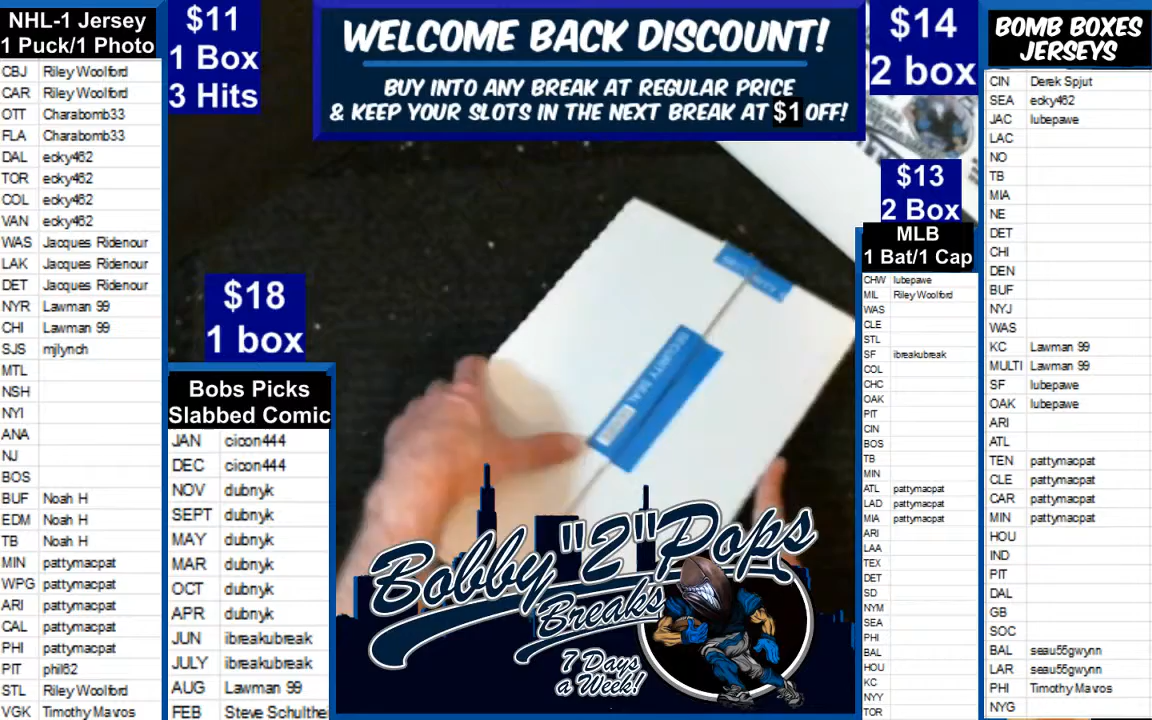 NHL-1 Jersey
1 Puck/1 Photo
CBJ Riley Woolford
CAR Riley Woolford
OTT Charabomb33
FLA Charabomb33
DAL eoky462
TOR eoky462
COL eoky462
VAN eoky462
WAS Jacques Ridenour
LAK Jacques Ridenour
DET Jacques Ridenour
NYR Lawman 99
CHI Lawman 99
SJS mjlynch
MTL
NSH
NYI
ANA
NJ
BOS
BUF Noah H
EDM Noah H
TB Noah H
MIN pattymacpat
WPG pattymacpat
ARI pattymacpat
CAL pattymacpat
PHI pattymacpat
PIT phil62
STL Riley Woolford
VGK Timothy Mavros
$11
1 Box
3 Hits
$18
1 box
Bobs Picks
Slabbed Comic
JAN cicon444
DEC cicon444
NOV dubnyk
SEPT dubnyk
MAY dubnyk
MAR dubnyk
OCT dubnyk
APR dubnyk
JUN ibreakubreak
JULY ibreakubreak
AUG Lawman 99
FEB Steve Schulthe
WELCOME BACK DISCOUNT!
BUY INTO ANY BREAK AT REGULAR PRICE
& KEEP YOUR SLOTS IN THE NEXT BREAK AT $1 OFF!
SECURITY SEAL
Bobby "2" Pops
Breaks
7 Days
a Week!
$14
2 box
$13
2 Box
MLB
1 Bat/1 Cap
CHW lubepawe
MIL Riley Woolford
WAS
CLE
STL
SF ibreakubreak
COL
CHC
OAK
PIT
CIN
BOS
TB
MIN
ATL pattymacpat
LAD pattymacpat
MIA pattymacpat
ARI
LAA
TEX
DET
SD
NYM
SEA
PHI
BAL
HOU
KC
NYY
TOR
BOMB BOXES
JERSEYS
CIN Derek Spjut
SEA eoky462
JAC lubepawe
LAC
NO
TB
MIA
NE
DET
CHI
DEN
BUF
NYJ
WAS
KC Lawman 99
MULTI Lawman 99
SF lubepawe
OAK lubepawe
ARI
ATL
TEN pattymacpat
CLE pattymacpat
CAR pattymacpat
MIN pattymacpat
HOU
IND
PIT
DAL
GB
SOC
BAL seau55gwynn
LAR seau55gwynn
PHI Timothy Mavros
NYG